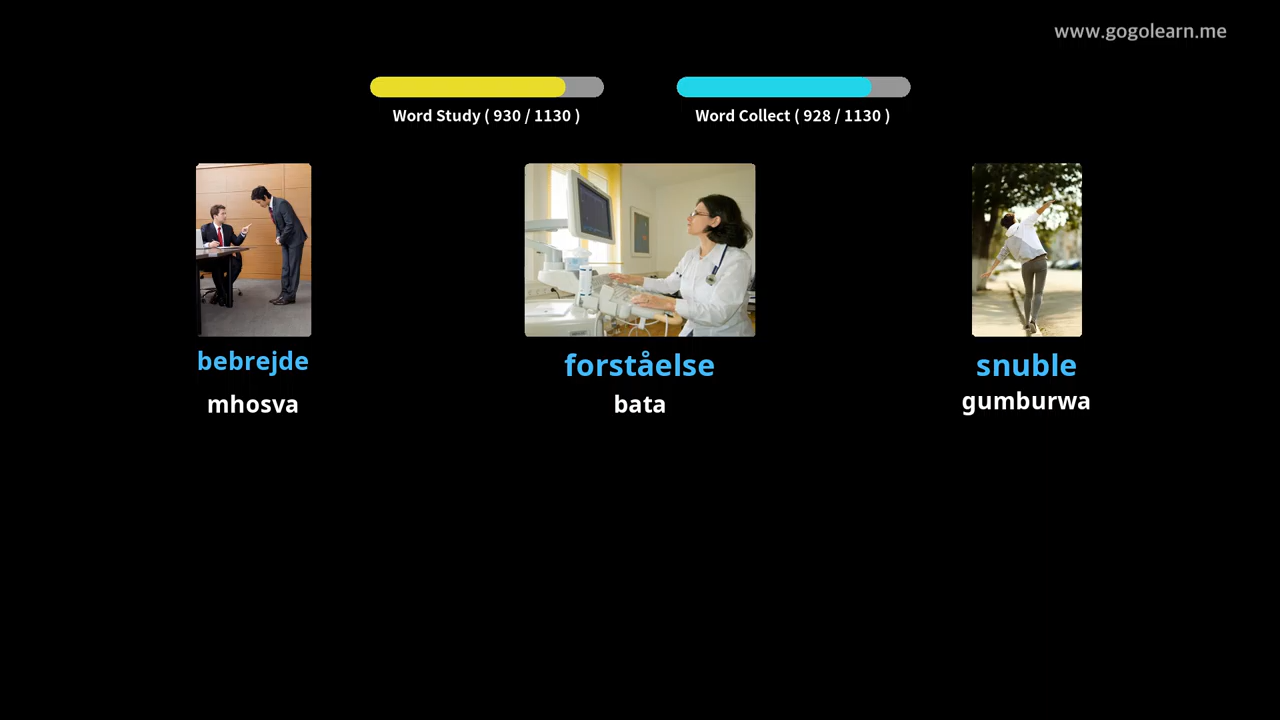 www.gogolearn.me
Word Study ( 930 / 1130 )
Word Collect ( 928 / 1130 )
bebrejde
forståelse
snuble
mhosva
bata
gumburwa